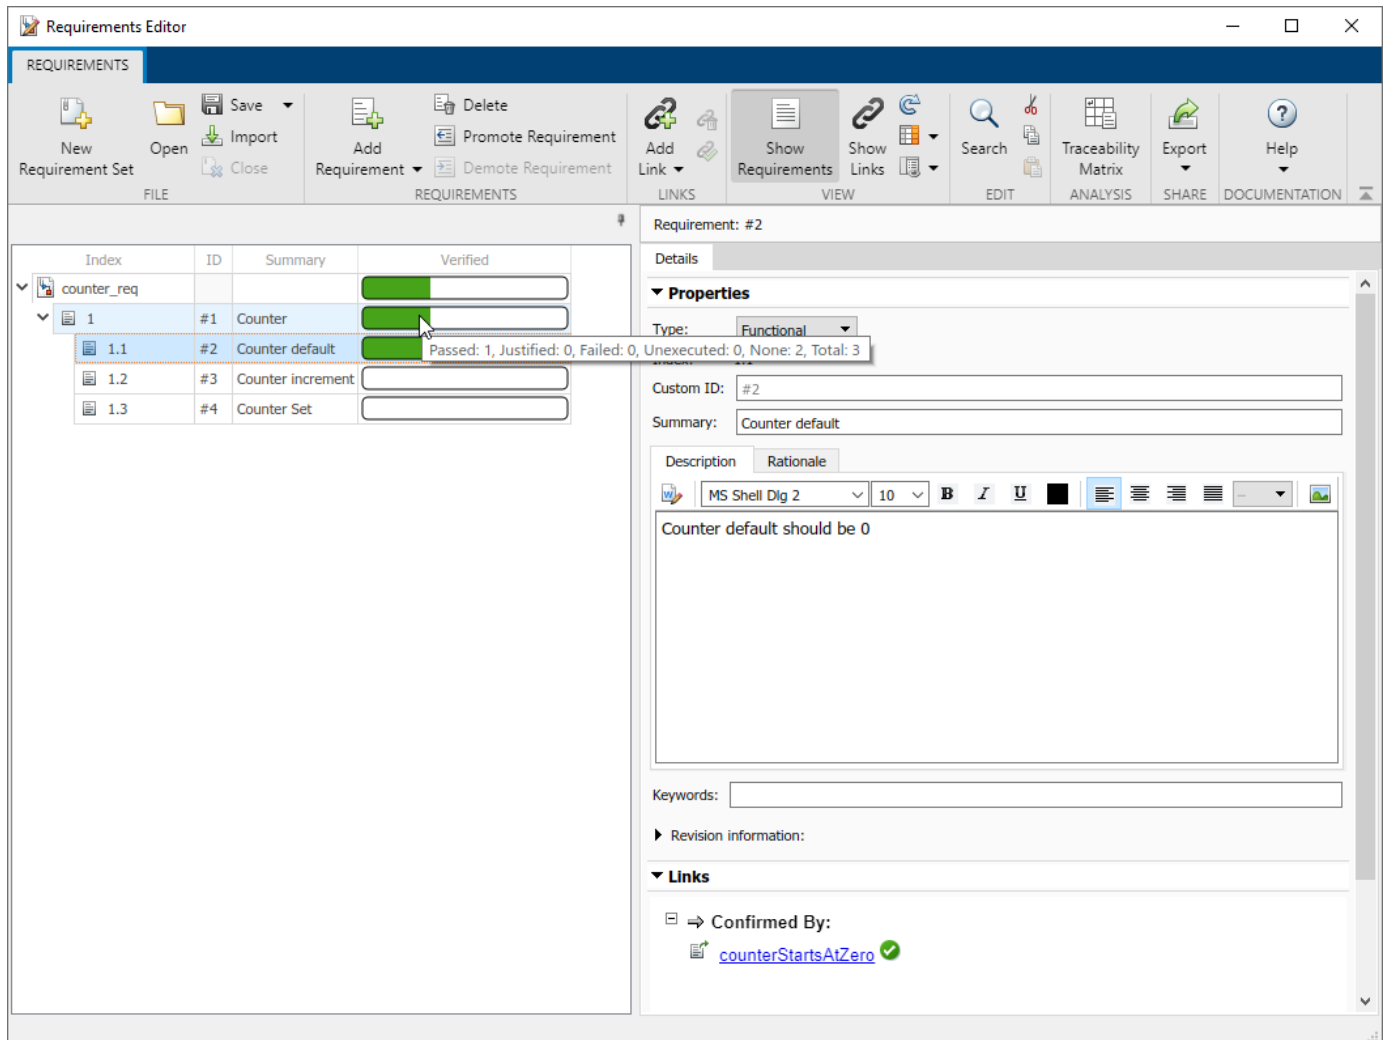 Requirements Editor
REQUIREMENTS
New
Requirement Set
Open
Save
Import
Close
FILE
Add
Requirement
Delete
Promote Requirement
Demote Requirement
REQUIREMENTS
Add
Link
LINKS
Show
Requirements
Show
Links
VIEW
Search
EDIT
Traceability
Matrix
ANALYSIS
Export
SHARE
Help
DOCUMENTATION
Index ID Summary Verified
counter_req
1 #1 Counter
1.1 #2 Counter default
1.2 #3 Counter increment
1.3 #4 Counter Set
Passed: 1, Justified: 0, Failed: 0, Unexecuted: 0, None: 2, Total: 3
Requirement: #2
Details
Properties
Type: Functional
Custom ID: #2
Summary: Counter default
Description Rationale
MS Shell Dlg 2 10 B I U
Counter default should be 0
Keywords:
Revision information:
Links
Confirmed By:
counterStartsAtZero